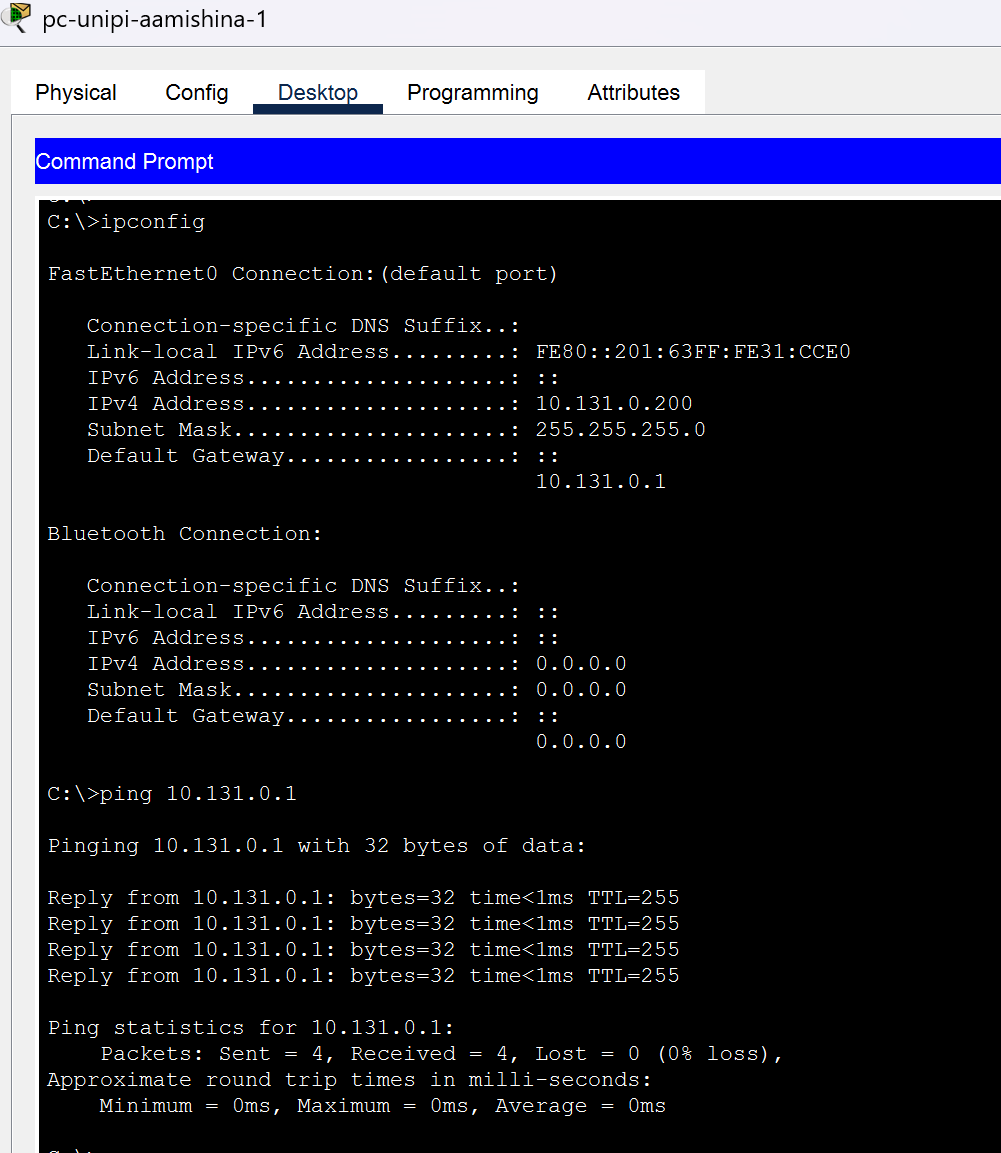 pc-unipi-aamishina-1
Physical Config Desktop Programming Attributes
Command Prompt
C:\>ipconfig
FastEthernet0 Connection:(default port)
Connection-specific DNS Suffix..:
Link-local IPv6 Address.........: FE80::201:63FF:FE31:CCE0
IPv6 Address....................: ::
IPv4 Address....................: 10.131.0.200
Subnet Mask.....................: 255.255.255.0
Default Gateway.................: ::
10.131.0.1
Bluetooth Connection:
Connection-specific DNS Suffix..:
Link-local IPv6 Address.........: ::
IPv6 Address....................: ::
IPv4 Address....................: 0.0.0.0
Subnet Mask.....................: 0.0.0.0
Default Gateway.................: ::
0.0.0.0
C:\>ping 10.131.0.1
Pinging 10.131.0.1 with 32 bytes of data:
Reply from 10.131.0.1: bytes=32 time<1ms TTL=255
Reply from 10.131.0.1: bytes=32 time<1ms TTL=255
Reply from 10.131.0.1: bytes=32 time<1ms TTL=255
Reply from 10.131.0.1: bytes=32 time<1ms TTL=255
Ping statistics for 10.131.0.1:
Packets: Sent = 4, Received = 4, Lost = 0 (0% loss),
Approximate round trip times in milli-seconds:
Minimum = 0ms, Maximum = 0ms, Average = 0ms